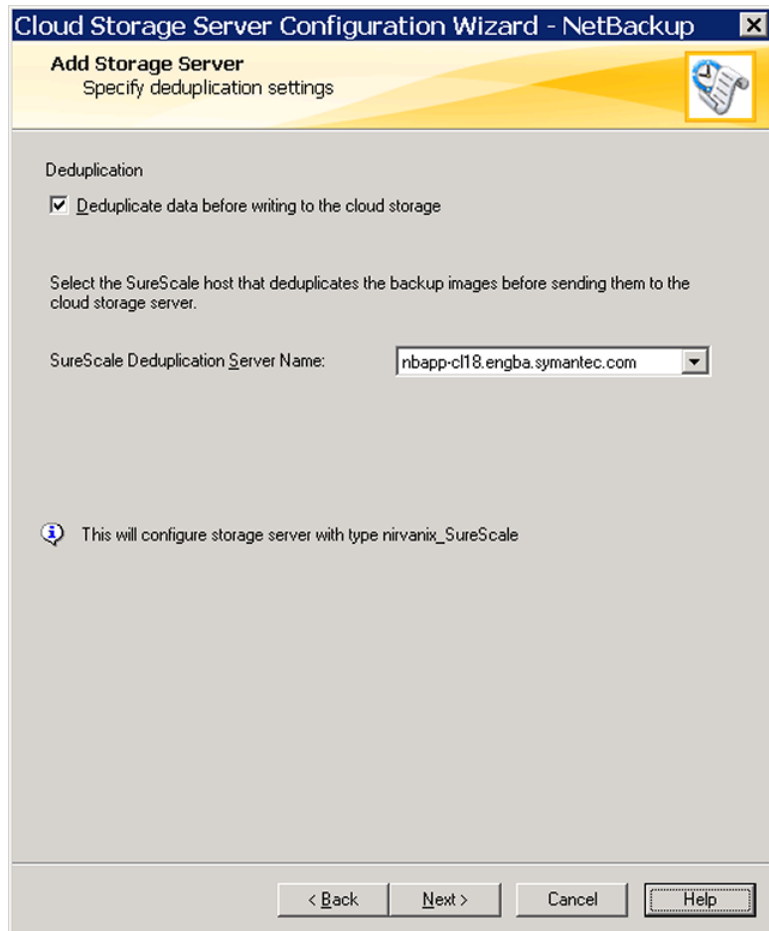 Cloud Storage Server Configuration Wizard - NetBackup
Add Storage Server
Specify deduplication settings
Deduplication
Deduplicate data before writing to the cloud storage
Select the SureScale host that deduplicates the backup images before sending them to the
cloud storage server.
SureScale Deduplication Server Name: nbapp-cl18.engba.symantec.com
This will configure storage server with type nirvanix_SureScale
< Back Next > Cancel Help